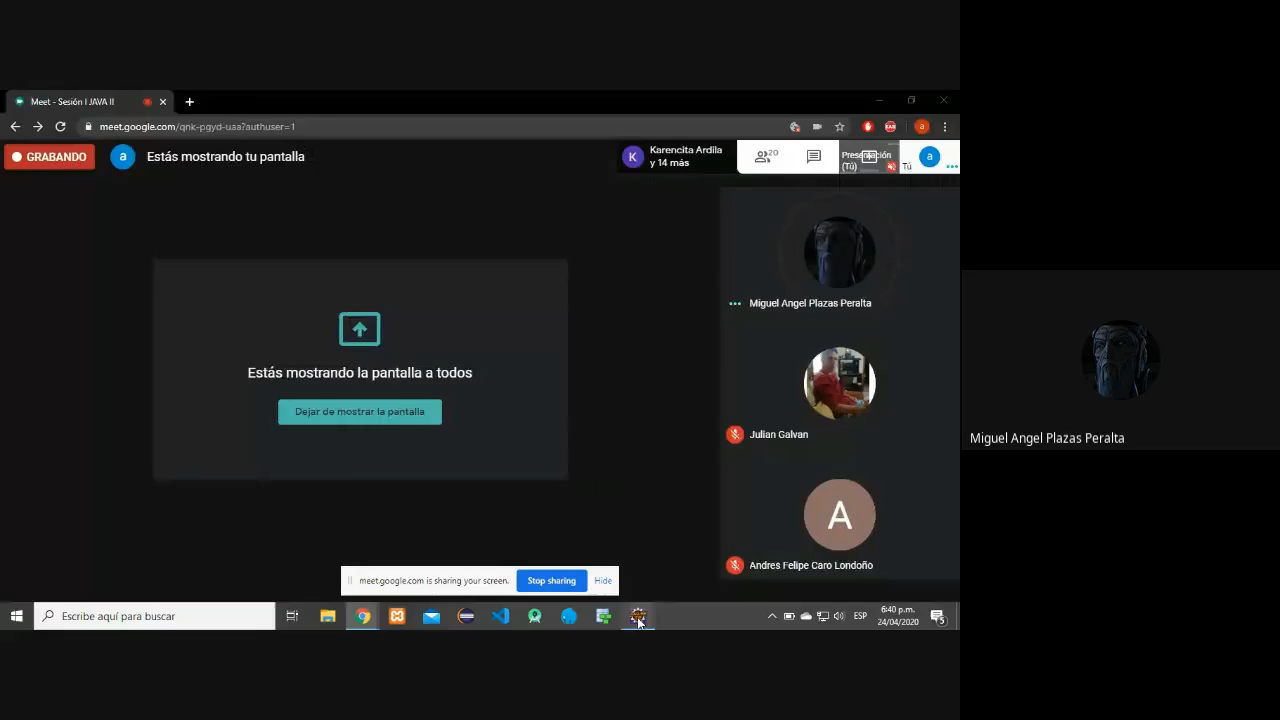 Meet - Sesión I JAVA II
meet.google.com/qnk-pgyd-uaa?authuser=1
GRABANDO
a
Estás mostrando tu pantalla
K
Karencita Ardila
y 14 más
20
Presentación
(Tú)
Tú
a
a
Estás mostrando la pantalla a todos
Dejar de mostrar la pantalla
Miguel Angel Plazas Peralta
Julian Galvan
A
Andres Felipe Caro Londoño
Miguel Angel Plazas Peralta
meet.google.com is sharing your screen.
Stop sharing
Hide
Escribe aquí para buscar
ESP
6:40 p.m.
24/04/2020
5